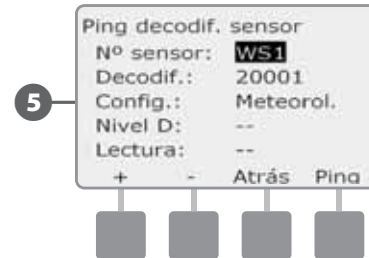 Ping decodif. sensor
Nº sensor: WS1
Decodif.: 20001
5
Config.: Meteorol.
Nivel D: --
Lectura: --
+ - Atrás Ping